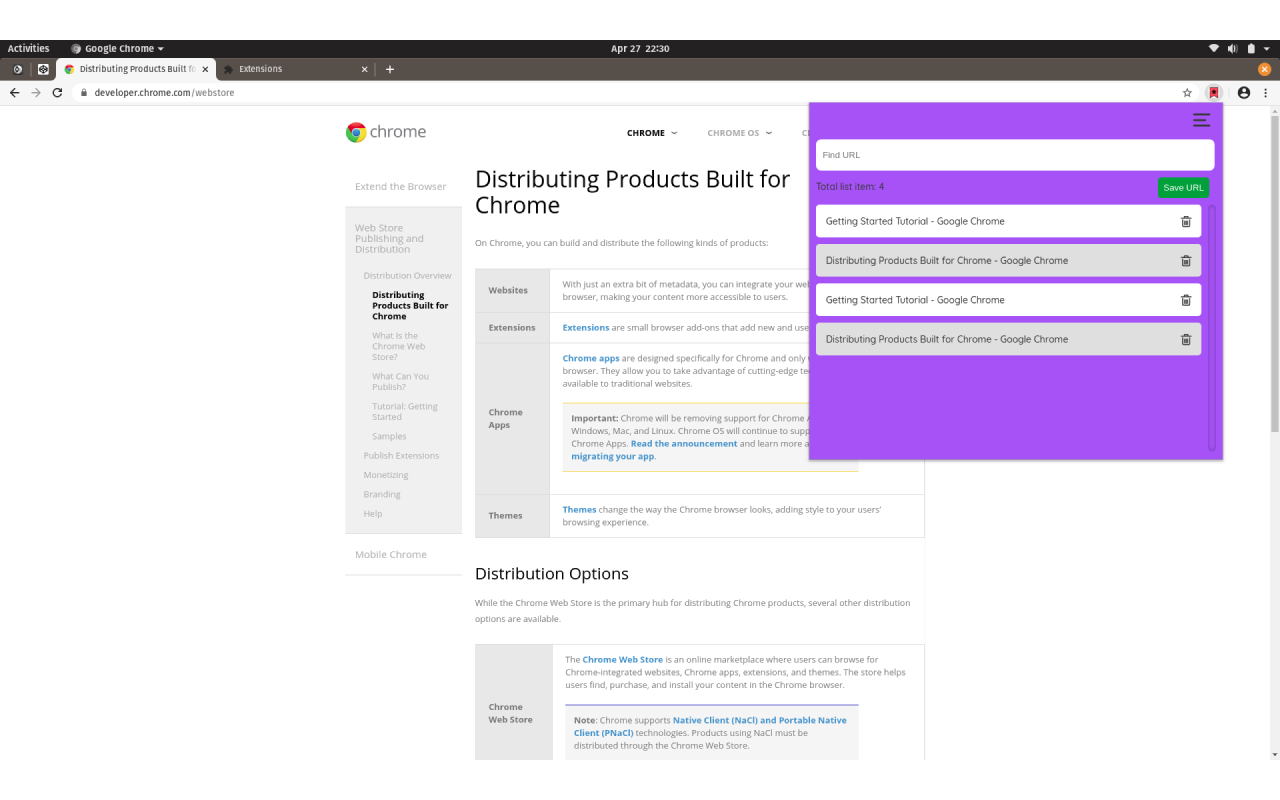 Activities Google Chrome Apr 27 22:30
Distributing Products Built fo Extensions
developer.chrome.com/webstore
chrome CHROME CHROME OS
Extend the Browser
Web Store
Publishing and
Distribution
Distribution Overview
Distributing
Products Built for
Chrome
What Is the
Chrome Web
Store?
What Can You
Publish?
Tutorial: Getting
Started
Samples
Publish Extensions
Monetizing
Branding
Help
Mobile Chrome
Distributing Products Built for
Chrome
On Chrome, you can build and distribute the following kinds of products:
Websites
With just an extra bit of metadata, you can integrate your
browser, making your content more accessible to users.
Extensions
Extensions are small browser add-ons that add new and
Chrome
Apps
Chrome apps are designed specifically for Chrome and only
browser. They allow you to take advantage of cutting-edge
available to traditional websites.
Important: Chrome will be removing support for Chrome
Windows, Mac, and Linux. Chrome OS will continue to
Chrome Apps. Read the announcement and learn more
migrating your app.
Themes
Themes change the way the Chrome browser looks, adding style to your users'
browsing experience.
Distribution Options
While the Chrome Web Store is the primary hub for distributing Chrome products, several other distribution
options are available.
Chrome
Web Store
The Chrome Web Store is an online marketplace where users can browse for
Chrome-integrated websites, Chrome apps, extensions, and themes. The store helps
users find, purchase, and install your content in the Chrome browser.
Note: Chrome supports Native Client (NaCl) and Portable Native
Client (PNaCl) technologies. Products using NaCl must be
distributed through the Chrome Web Store.
Find URL
Total list item: 4 Save URL
Getting Started Tutorial - Google Chrome
Distributing Products Built for Chrome - Google Chrome
Getting Started Tutorial - Google Chrome
Distributing Products Built for Chrome - Google Chrome